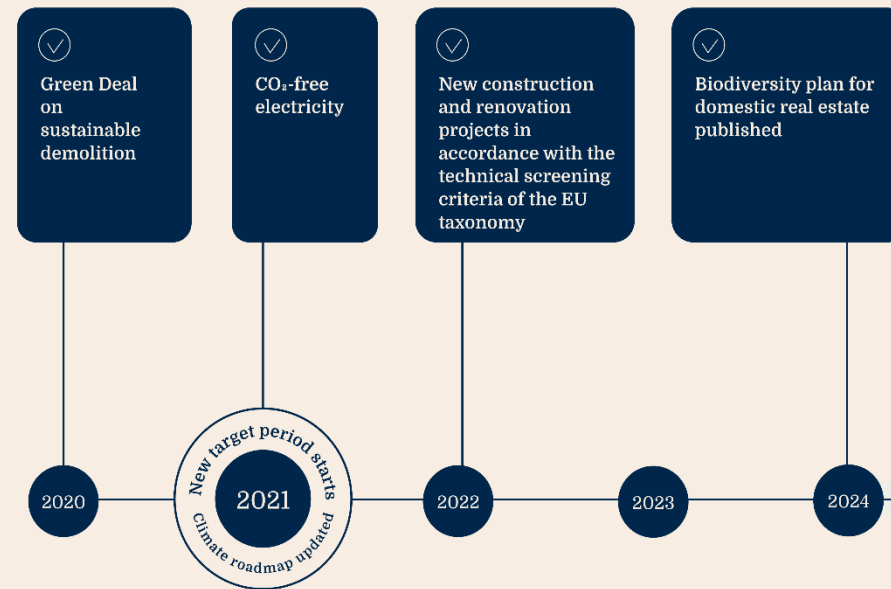 Green Deal
on
sustainable
demolition
CO₂-free
electricity
New construction
and renovation
projects in
accordance with the
technical screening
criteria of the EU
taxonomy
Biodiversity plan for
domestic real estate
published
New target period starts
2020
2021
2022
2023
2024
Climate roadmap updated